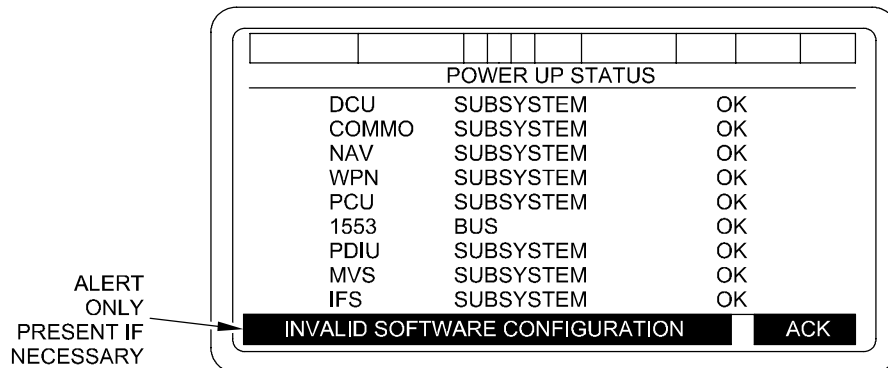 POWER UP STATUS
DCU SUBSYSTEM OK
COMMO SUBSYSTEM OK
NAV SUBSYSTEM OK
WPN SUBSYSTEM OK
PCU SUBSYSTEM OK
1553 BUS OK
PDIU SUBSYSTEM OK
MVS SUBSYSTEM OK
IFS SUBSYSTEM OK
INVALID SOFTWARE CONFIGURATION ACK
ALERT
ONLY
PRESENT IF
NECESSARY